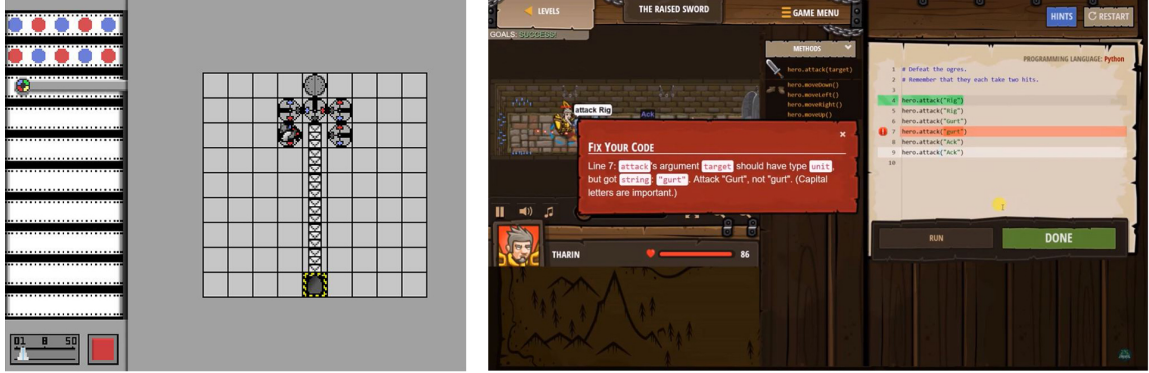 01 8 50
LEVELS
THE RAISED SWORD
GAME MENU
HINTS
RESTART
GOALS: SUCCESS!
METHODS
hero.attack(target)
hero.moveDown()
hero.moveLeft()
hero.moveRight()
hero.moveUp()
attack Rig
Ack
FIX YOUR CODE
×
Line 7: attack's argument target should have type unit,
but got string: "gurt". Attack "Gurt", not "gurt". (Capital
letters are important.)
THARIN
86
PROGRAMMING LANGUAGE: Python
1 # Defeat the ogres.
2 # Remember that they each take two hits.
3
4 hero.attack("Rig")
5 hero.attack("Rig")
6 hero.attack("Gurt")
7 hero.attack("gurt")
8 hero.attack("Ack")
9 hero.attack("Ack")
10
RUN
DONE